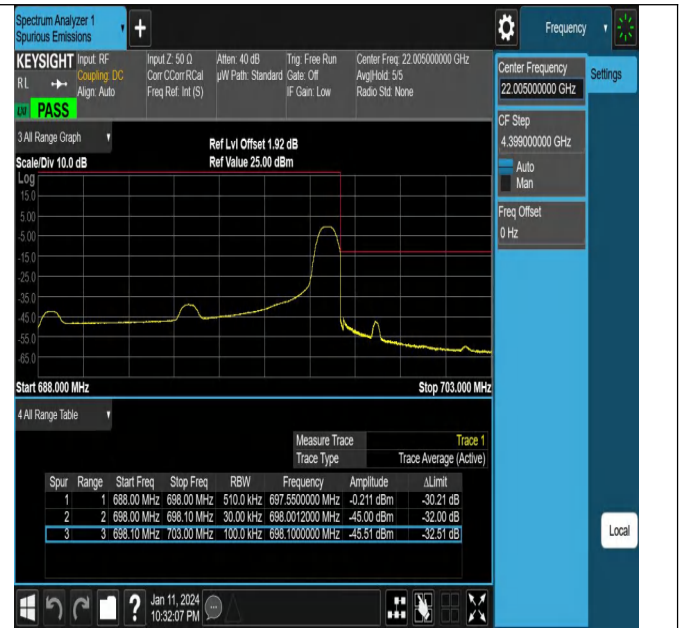 Spectrum Analyzer 1
Spurious Emissions
Frequency
KEYSIGHT Input: RF Input Z: 50 Ω Atten: 40 dB Trig: Free Run Center Freq: 22.005000000 GHz
Coupling: DC Corr CCorr RCal µW Path: Standard Gate: Off Avg|Hold: 5/5
RL Align: Auto Freq Ref: Int (S) IF Gain: Low Radio Std: None
PASS
Center Frequency
22.005000000 GHz
Settings
CF Step
4.399000000 GHz
Auto
Man
Freq Offset
0 Hz
3 All Range Graph
Ref Lvl Offset 1.92 dB
Scale/Div 10.0 dB Ref Value 25.00 dBm
Log
15.0
5.00
-5.00
-15.0
-25.0
-35.0
-45.0
-55.0
-65.0
Start 688.000 MHz Stop 703.000 MHz
4 All Range Table
Measure Trace Trace 1
Trace Type Trace Average (Active)
Spur Range Start Freq Stop Freq RBW Frequency Amplitude ΔLimit
1 1 688.00 MHz 698.00 MHz 510.0 kHz 697.5500000 MHz -0.211 dBm -30.21 dB
2 2 698.00 MHz 698.10 MHz 30.00 kHz 698.0012000 MHz -45.00 dBm -32.00 dB
3 3 698.10 MHz 703.00 MHz 100.0 kHz 698.1000000 MHz -45.51 dBm -32.51 dB
Local
Jan 11, 2024
10:32:07 PM